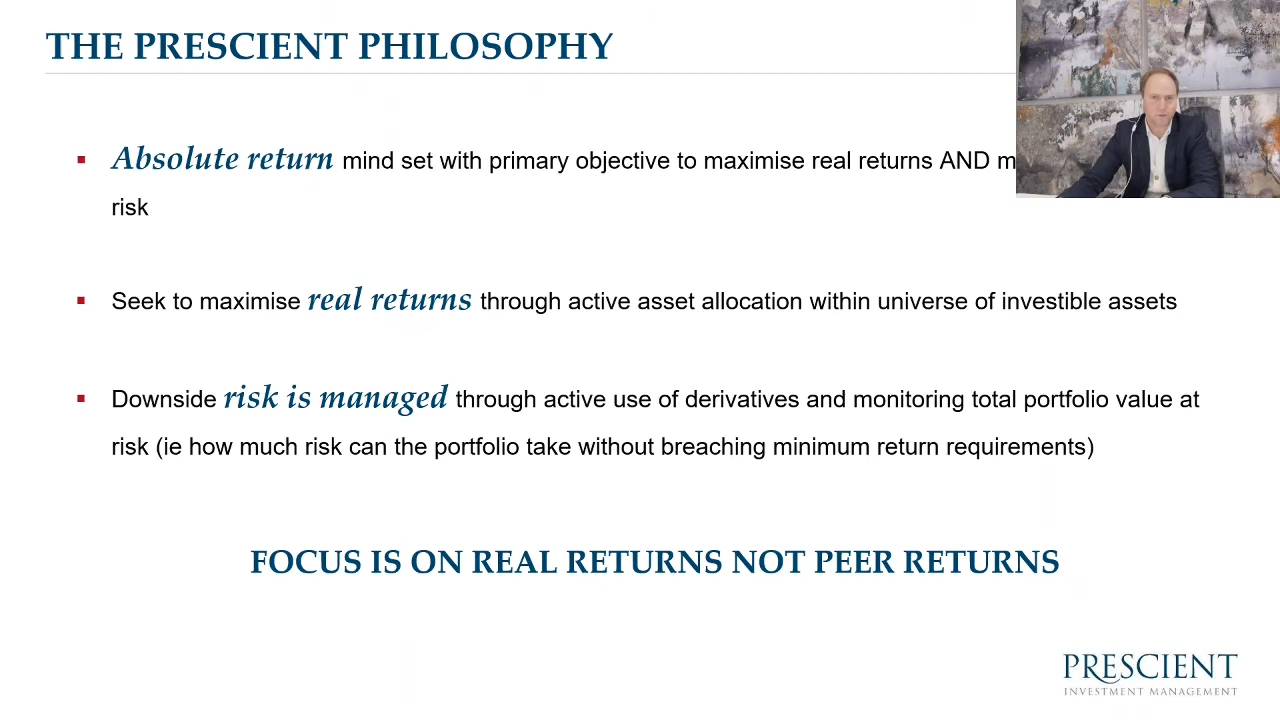 THE PRESCIENT PHILOSOPHY
▪ Absolute return mind set with primary objective to maximise real returns AND
risk
▪ Seek to maximise real returns through active asset allocation within universe of investible assets
▪ Downside risk is managed through active use of derivatives and monitoring total portfolio value at
risk (ie how much risk can the portfolio take without breaching minimum return requirements)
FOCUS IS ON REAL RETURNS NOT PEER RETURNS
PRESCIENT
INVESTMENT MANAGEMENT